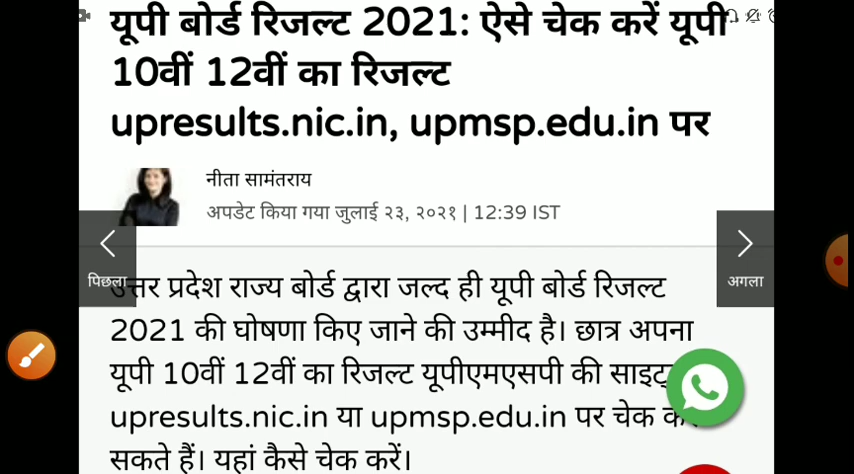 यूपी बोर्ड रिजल्ट 2021: ऐसे चेक करें यूपी
10वीं 12वीं का रिजल्ट
upresults.nic.in, upmsp.edu.in पर
नीता सामंतराय
अपडेट किया गया जुलाई २३, २०२१ | 12:39 IST
पिछला
अगला
उत्तर प्रदेश राज्य बोर्ड द्वारा जल्द ही यूपी बोर्ड रिजल्ट
2021 की घोषणा किए जाने की उम्मीद है। छात्र अपना
यूपी 10वीं 12वीं का रिजल्ट यूपीएमएसपी की साइट
upresults.nic.in या upmsp.edu.in पर चेक कर
सकते हैं। यहां कैसे चेक करें।